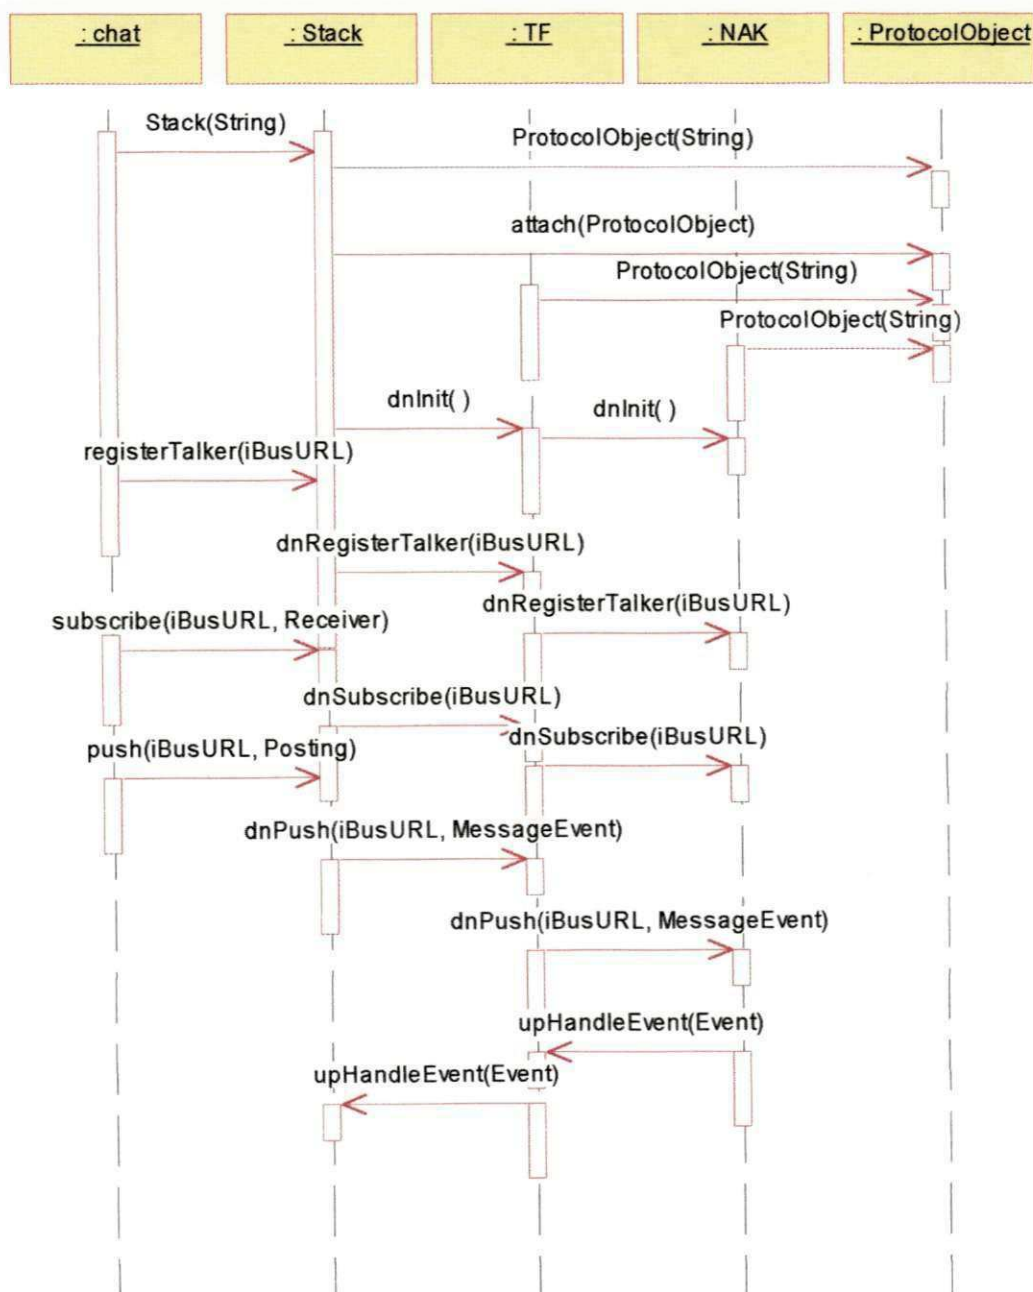 : chat
: Stack
: TF
: NAK
: ProtocolObject
Stack(String)
ProtocolObject(String)
attach(ProtocolObject)
ProtocolObject(String)
ProtocolObject(String)
dnInit( )
dnInit( )
registerTalker(iBusURL)
dnRegisterTalker(iBusURL)
dnRegisterTalker(iBusURL)
subscribe(iBusURL, Receiver)
dnSubscribe(iBusURL)
dnSubscribe(iBusURL)
push(iBusURL, Posting)
dnPush(iBusURL, MessageEvent)
dnPush(iBusURL, MessageEvent)
upHandleEvent(Event)
upHandleEvent(Event)